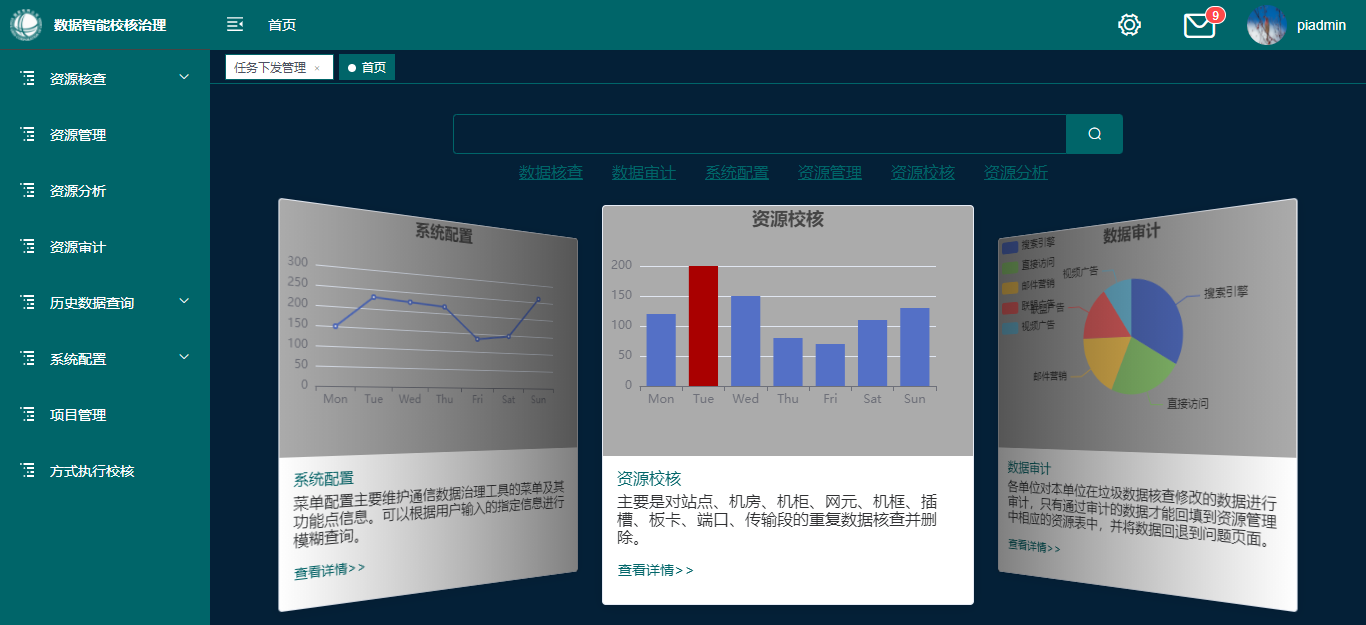 数据智能校核治理
首页
9
piadmin
资源核查
资源管理
资源分析
资源审计
历史数据查询
系统配置
项目管理
方式执行校核
任务下发管理 ×
首页
数据核查 数据审计 系统配置 资源管理 资源校核 资源分析
系统配置
300
250
200
150
100
50
0
Mon Tue Wed Thu Fri Sat Sun
系统配置
菜单配置主要维护通信数据治理工具的菜单及其
功能点信息。可以根据用户输入的指定信息进行
模糊查询。
查看详情>>
资源校核
200
150
100
50
0
Mon Tue Wed Thu Fri Sat Sun
资源校核
主要是对站点、机房、机柜、网元、机框、插
槽、板卡、端口、传输段的重复数据核查并删
除。
查看详情>>
数据审计
搜索引擎
直接访问
邮件营销
联盟广告
视频广告
视频广告
搜索引擎
联盟广告
邮件营销
直接访问
数据审计
各单位对本单位在垃圾数据核查修改的数据进行
审计，只有通过审计的数据才能回填到资源管理
中相应的资源表中，并将数据回退到问题页面。
查看详情>>